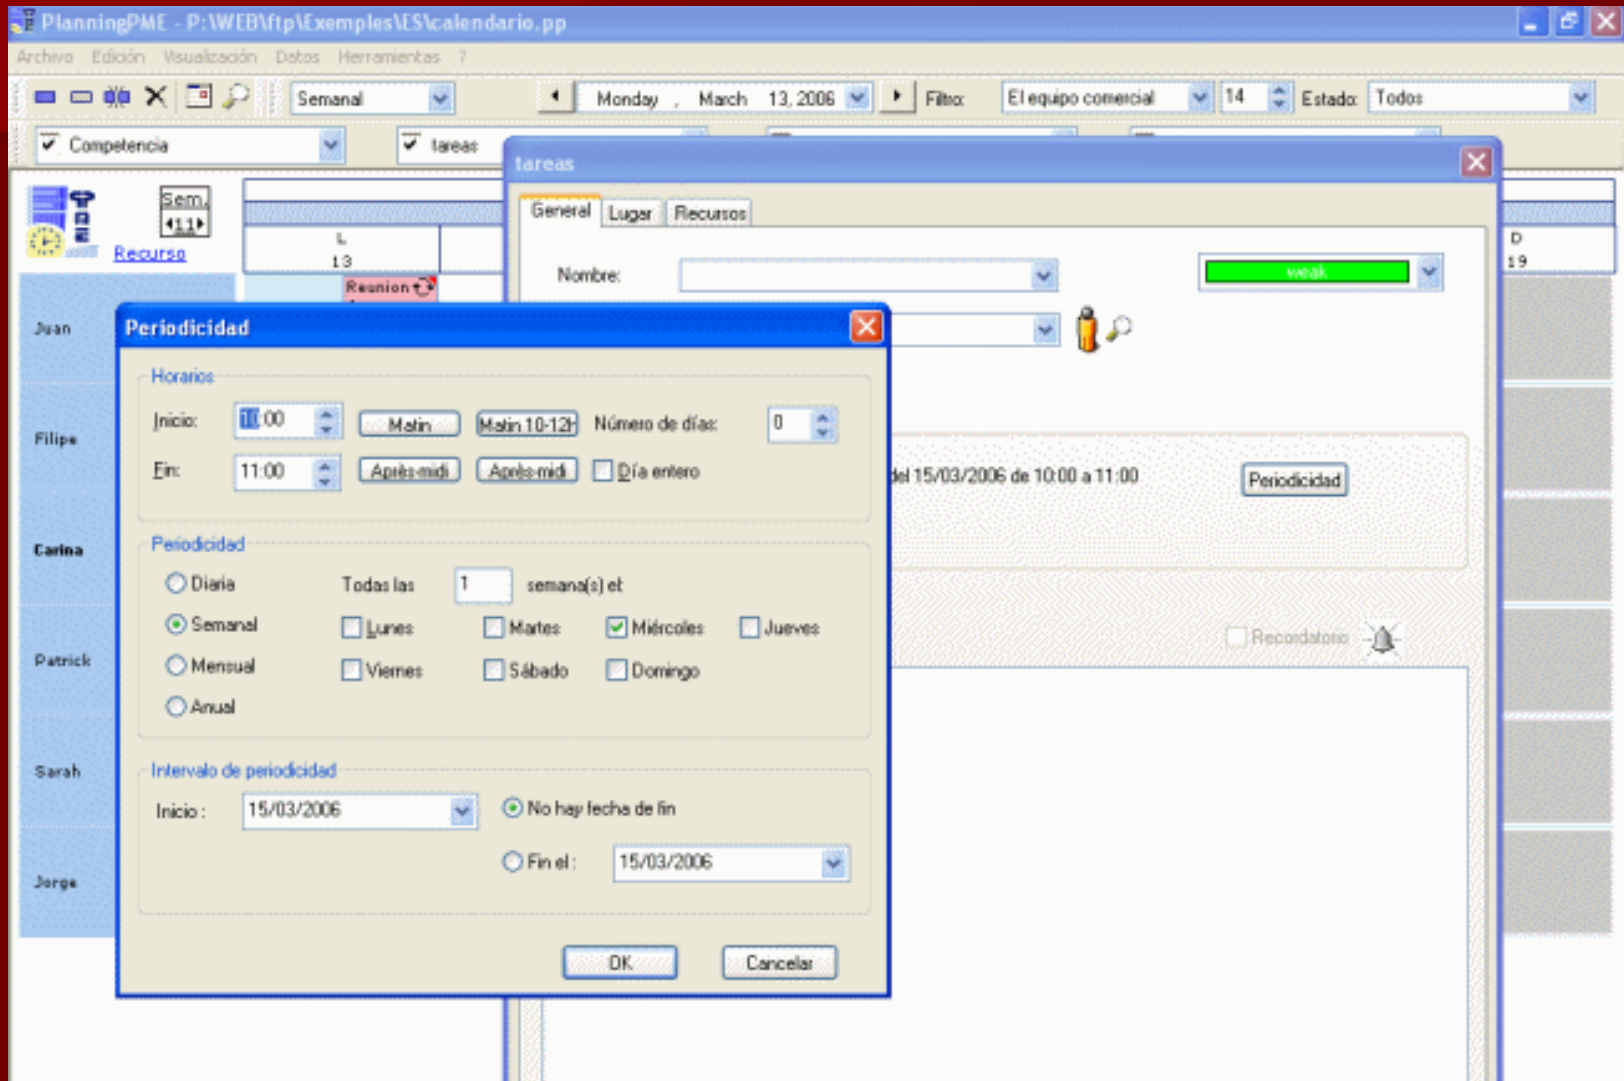 PlanningPME - P:\WEB\ftp\Exemples\ES\calendario.pp
Archivo Edición Visualización Datos Herramientas ?
Semanal Monday , March 13, 2006 Filtro: El equipo comercial 14 Estado: Todos
Competencia tareas
tareas
General Lugar Recursos
Sem.
11
Recurso
L
13
D
19
Nombre:
weak
Reunion
Juan
Filipe
Carina
Patrick
Sarah
Jorge
Periodicidad
Horarios
Inicio: 10:00 Matin Matin 10-12H Número de días: 0
Fin: 11:00 Après-midi Après-midi Día entero
del 15/03/2006 de 10:00 a 11:00 Periodicidad
Periodicidad
Diaria Todas las 1 semana(s) el:
Semanal Lunes Martes Miércoles Jueves
Mensual Viernes Sábado Domingo
Anual
Recordatorio
Intervalo de periodicidad
Inicio : 15/03/2006 No hay fecha de fin
Fin el : 15/03/2006
OK Cancelar